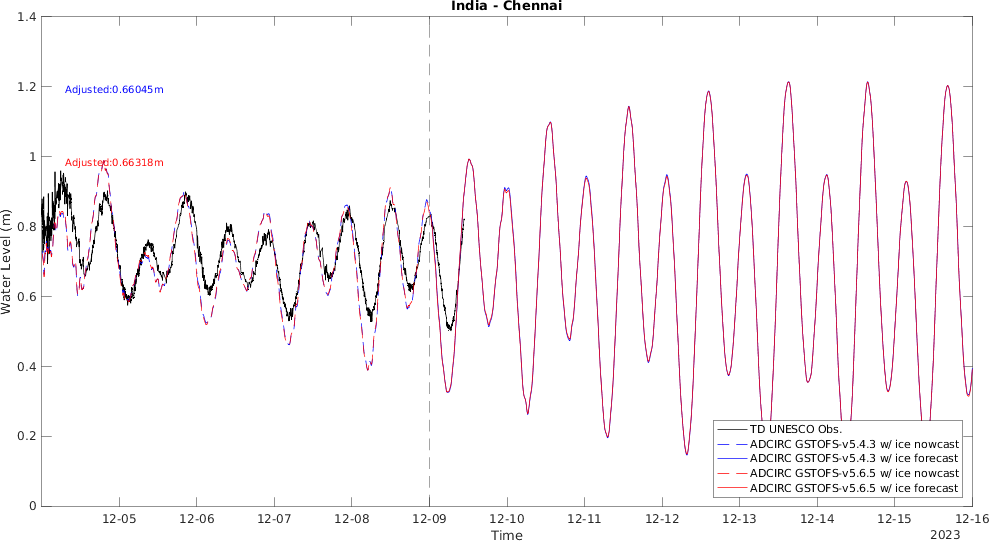 India - Chennai
1.4
1.2
1
0.8
0.6
0.4
0.2
0
Water Level (m)
Adjusted:0.66045m
Adjusted:0.66318m
TD UNESCO Obs.
ADCIRC GSTOFS-v5.4.3 w/ ice nowcast
ADCIRC GSTOFS-v5.4.3 w/ ice forecast
ADCIRC GSTOFS-v5.6.5 w/ ice nowcast
ADCIRC GSTOFS-v5.6.5 w/ ice forecast
12-05 12-06 12-07 12-08 12-09 12-10 12-11 12-12 12-13 12-14 12-15 12-16
Time
2023